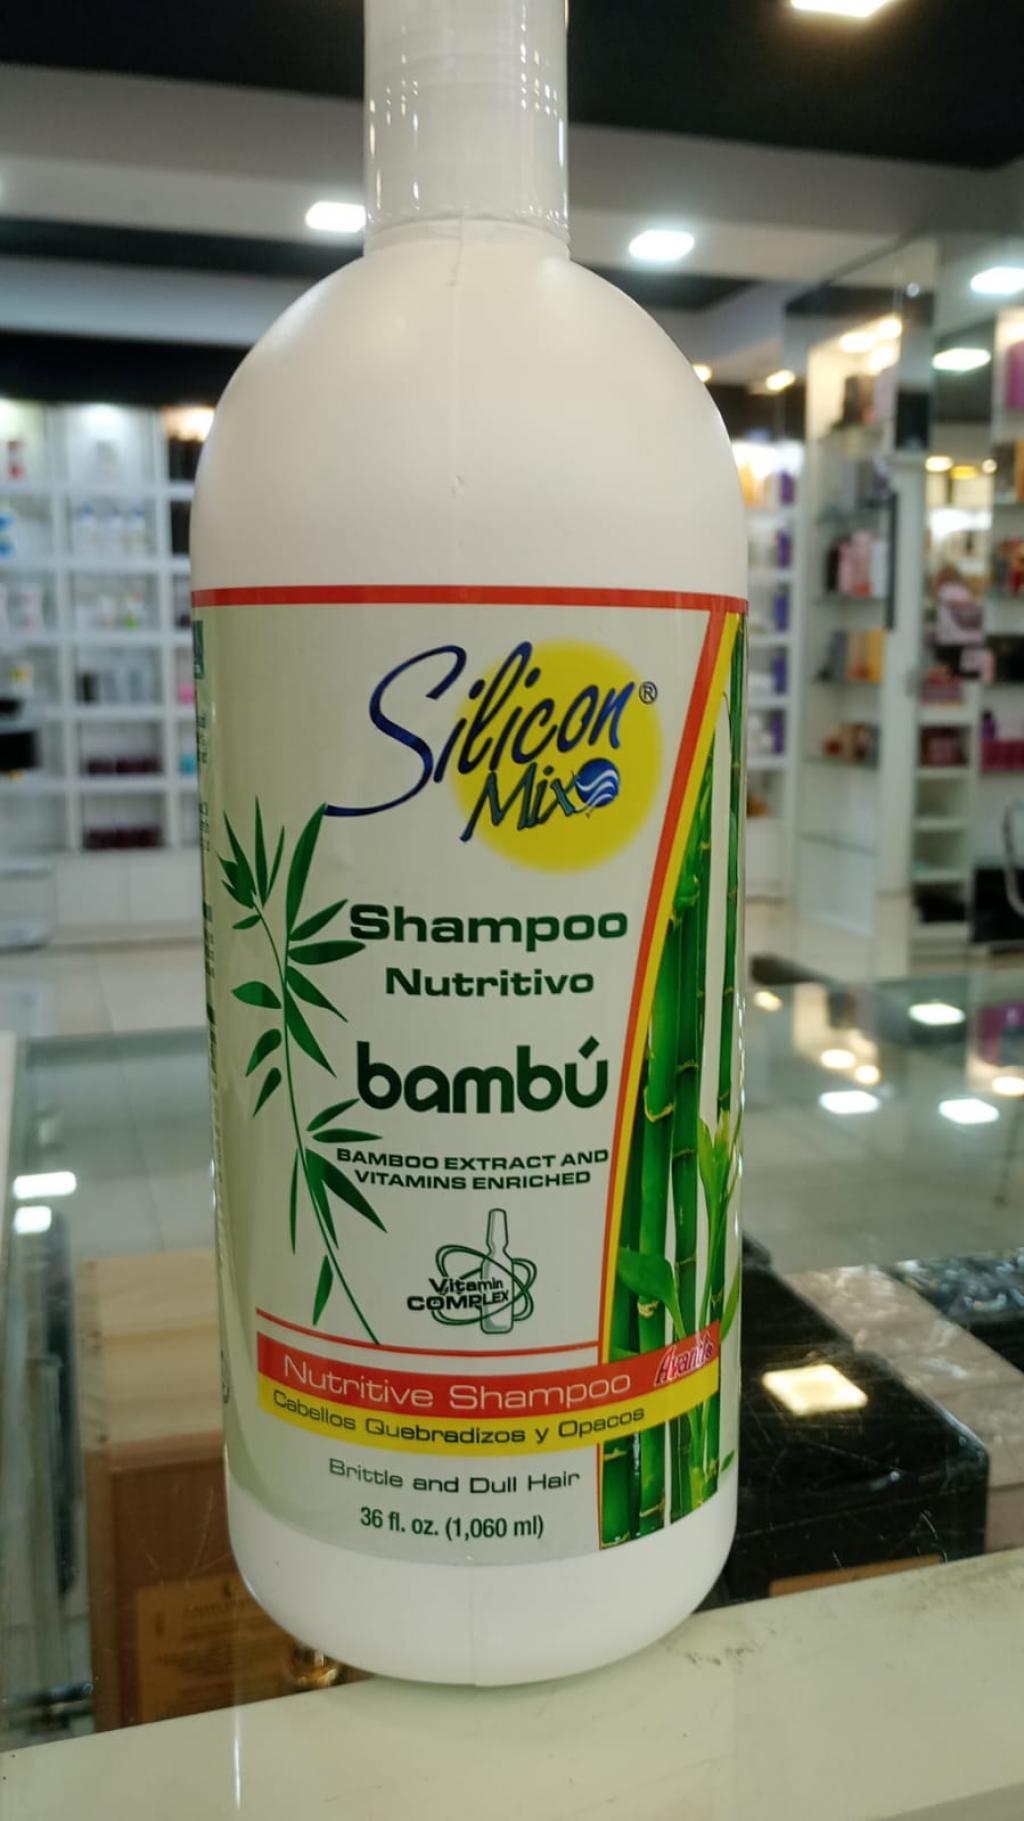 Silicon®
Mix
Shampoo
Nutritivo
bambú
BAMBOO EXTRACT AND
VITAMINS ENRICHED
Vitamin
COMPLEX
Nutritive Shampoo
Avanti
Cabellos Quebradizos y Opacos
Brittle and Dull Hair
36 fl. oz. (1,060 ml)